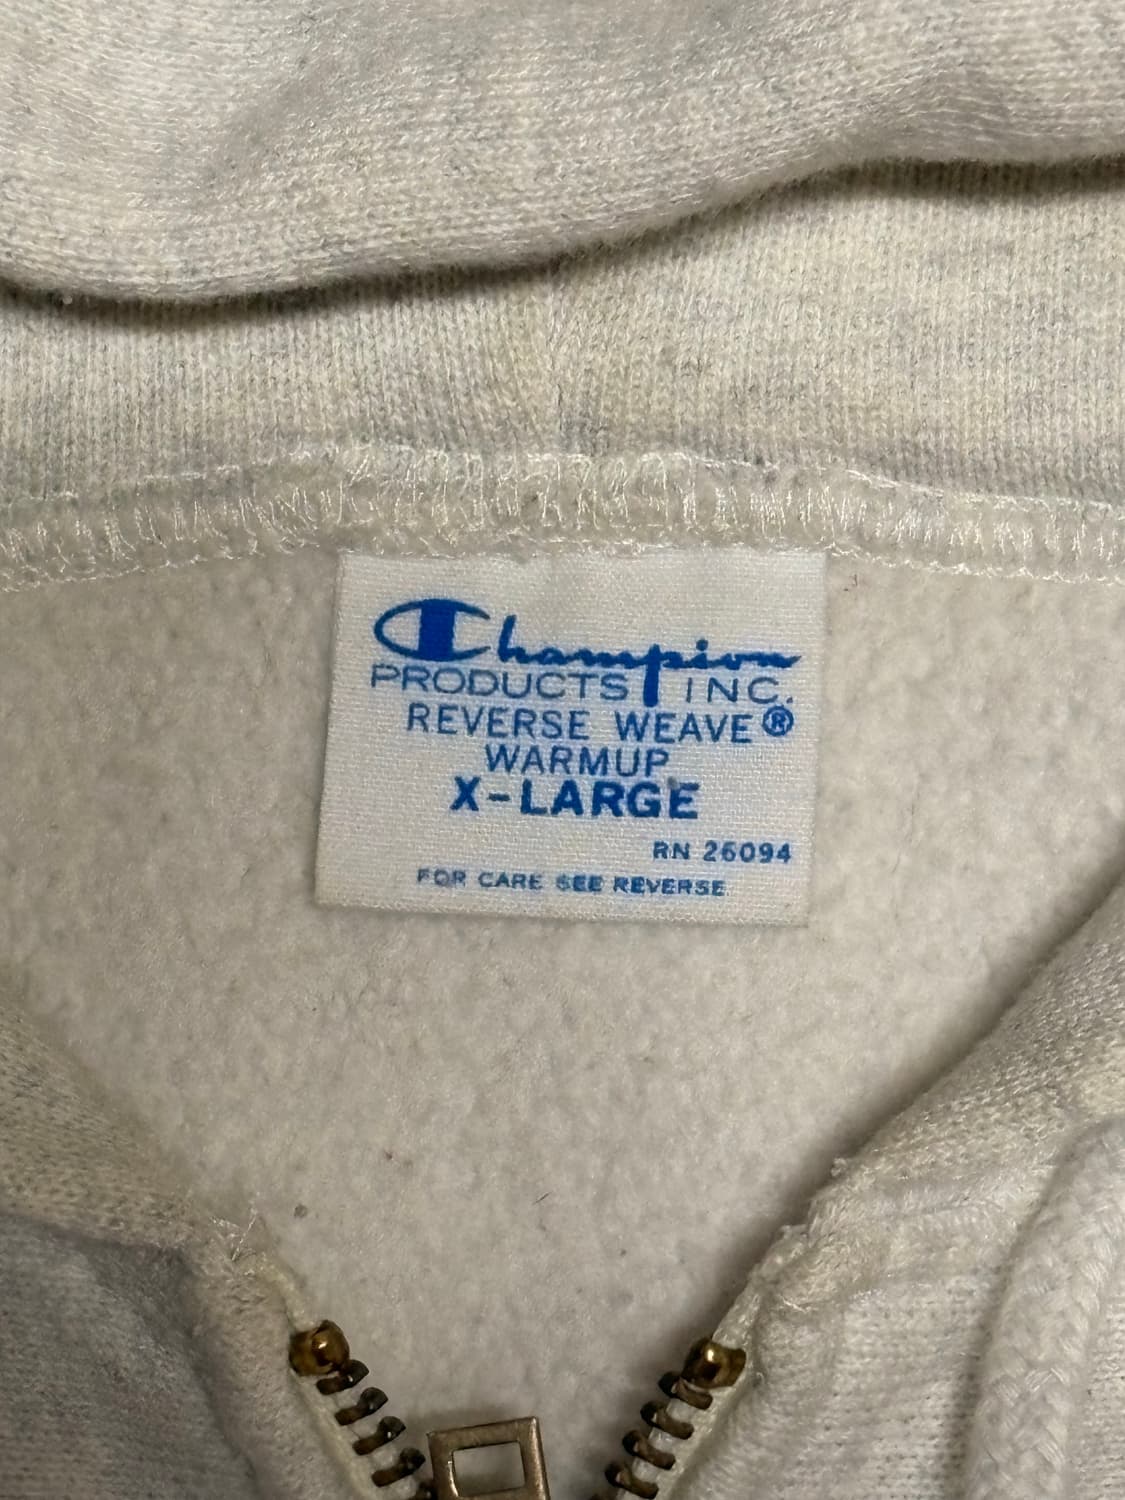 Champion
PRODUCTS INC.
REVERSE WEAVE®
WARMUP
X-LARGE
RN 26094
FOR CARE SEE REVERSE